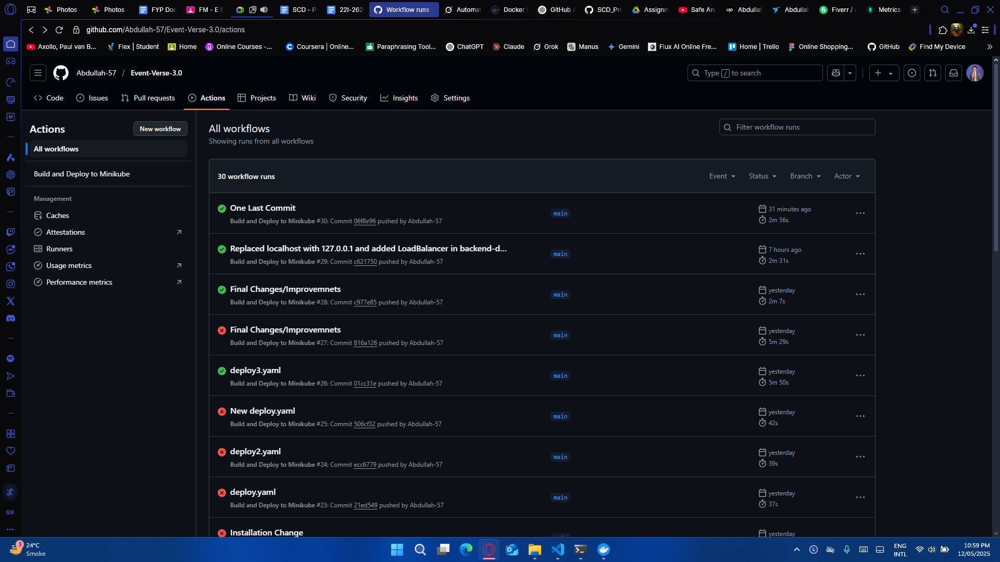 Photos -
Photos -
FYP Doc
FM - E S
SCD - P
22I-262
Workflow runs -
Automat
Docker
GitHub
SCD_Pro
Assignm
Safe An
up
Abdullah
Abdullah
Fiverr /
Metrics
github.com/Abdullah-57/Event-Verse-3.0/actions
Axollo, Paul van B...
Flex | Student
Home
Online Courses -...
Coursera | Online...
Paraphrasing Tool...
ChatGPT
Claude
Grok
Manus
Gemini
Flux AI Online Fre...
Home | Trello
Online Shopping...
GitHub
Find My Device
Abdullah-57 / Event-Verse-3.0
Type / to search
Code
Issues
Pull requests
Actions
Projects
Wiki
Security
Insights
Settings
Actions
New workflow
All workflows
Build and Deploy to Minikube
Management
Caches
Attestations
Runners
Usage metrics
Performance metrics
All workflows
Showing runs from all workflows
Filter workflow runs
30 workflow runs
Event
Status
Branch
Actor
One Last Commit
Build and Deploy to Minikube #30: Commit 06f8e96 pushed by Abdullah-57
main
31 minutes ago
2m 56s
Replaced localhost with 127.0.0.1 and added LoadBalancer in backend-d...
Build and Deploy to Minikube #29: Commit c621750 pushed by Abdullah-57
main
7 hours ago
2m 31s
Final Changes/Improvemnets
Build and Deploy to Minikube #28: Commit c977e85 pushed by Abdullah-57
main
yesterday
2m 7s
Final Changes/Improvemnets
Build and Deploy to Minikube #27: Commit 816a126 pushed by Abdullah-57
main
yesterday
5m 29s
deploy3.yaml
Build and Deploy to Minikube #26: Commit 01cc31e pushed by Abdullah-57
main
yesterday
5m 50s
New deploy.yaml
Build and Deploy to Minikube #25: Commit 506cf32 pushed by Abdullah-57
main
yesterday
42s
deploy2.yaml
Build and Deploy to Minikube #24: Commit ecc6779 pushed by Abdullah-57
main
yesterday
39s
deploy.yaml
Build and Deploy to Minikube #23: Commit 21ed549 pushed by Abdullah-57
main
yesterday
37s
Installation Change
yesterday
GX
3
24°C
Smoke
ENG
INTL
10:59 PM
12/05/2025